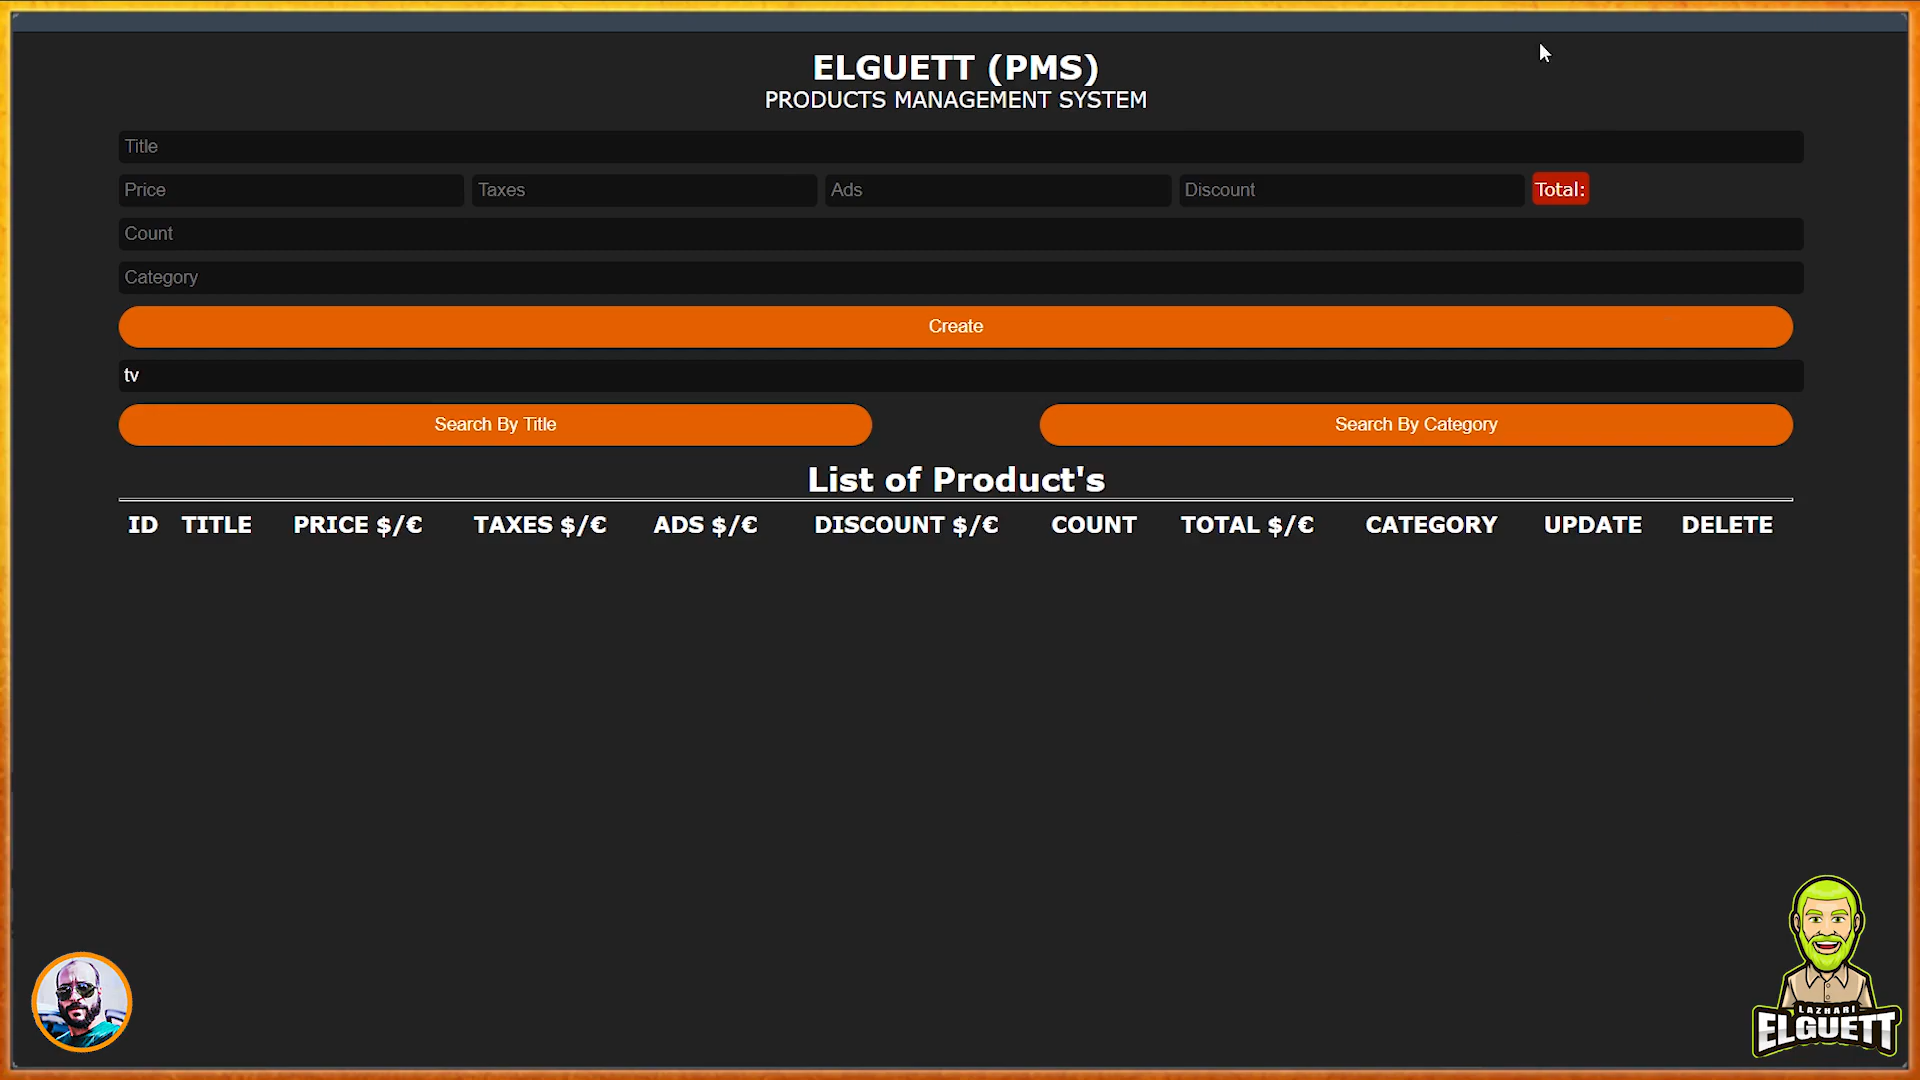 ELGUETT (PMS)
PRODUCTS MANAGEMENT SYSTEM
Title
Price Taxes Ads Discount Total:
Count
Category
Create
tv
Search By Title Search By Category
List of Product's
ID TITLE PRICE $/€ TAXES $/€ ADS $/€ DISCOUNT $/€ COUNT TOTAL $/€ CATEGORY UPDATE DELETE
LAZHARI
ELGUETT